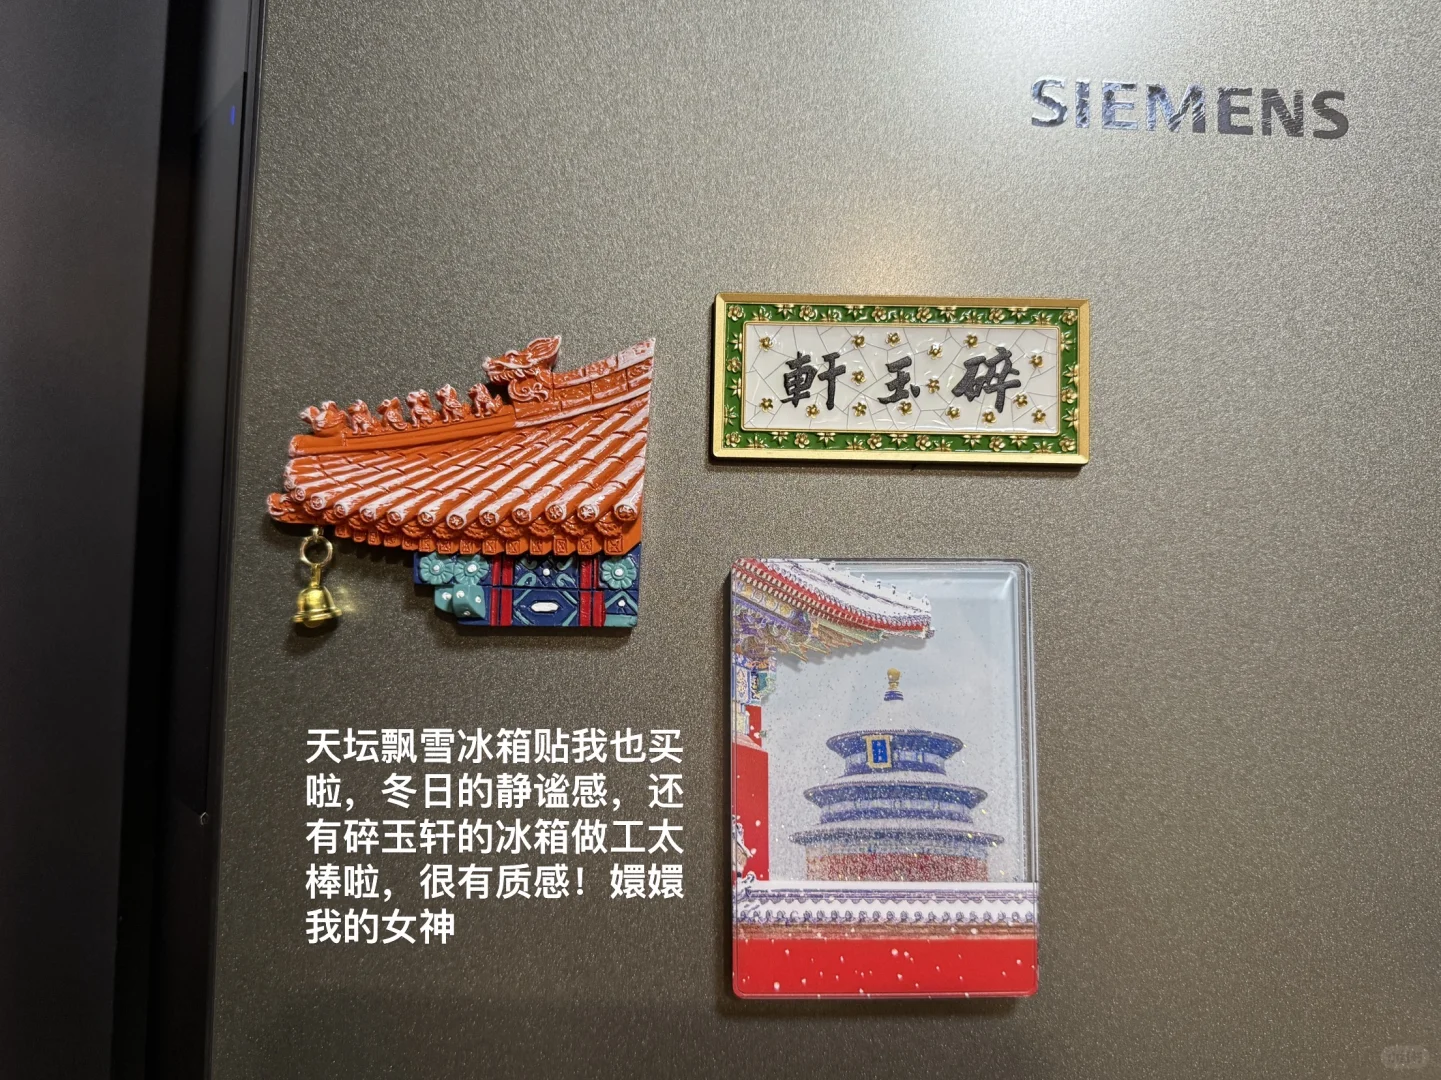 SIEMENS
軒玉碎
天坛飘雪冰箱贴我也买
啦，冬日的静谧感，还
有碎玉轩的冰箱做工太
棒啦，很有质感！嬛嬛
我的女神